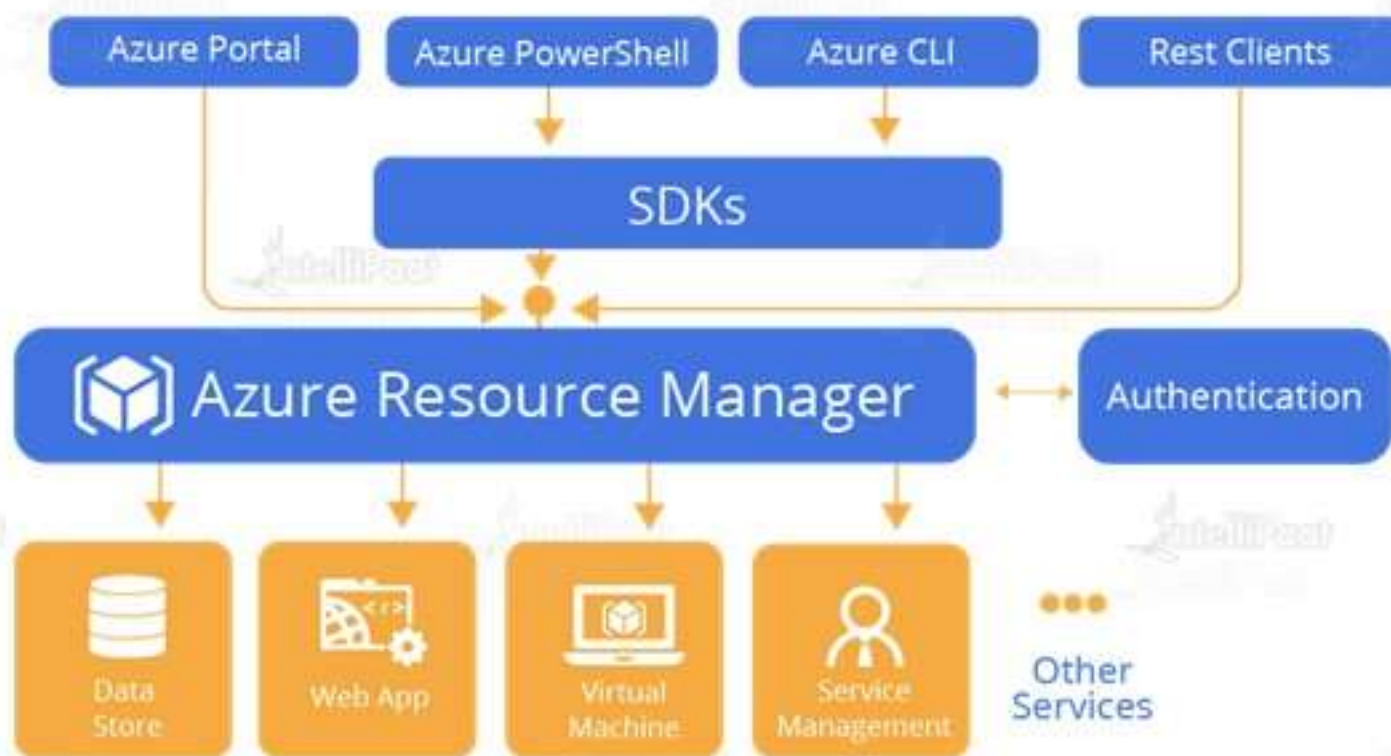 Azure Portal
Azure PowerShell
Azure CLI
Rest Clients
SDKs
Azure Resource Manager
Authentication
Data
Store
Web App
Virtual
Machine
Service
Management
Other
Services